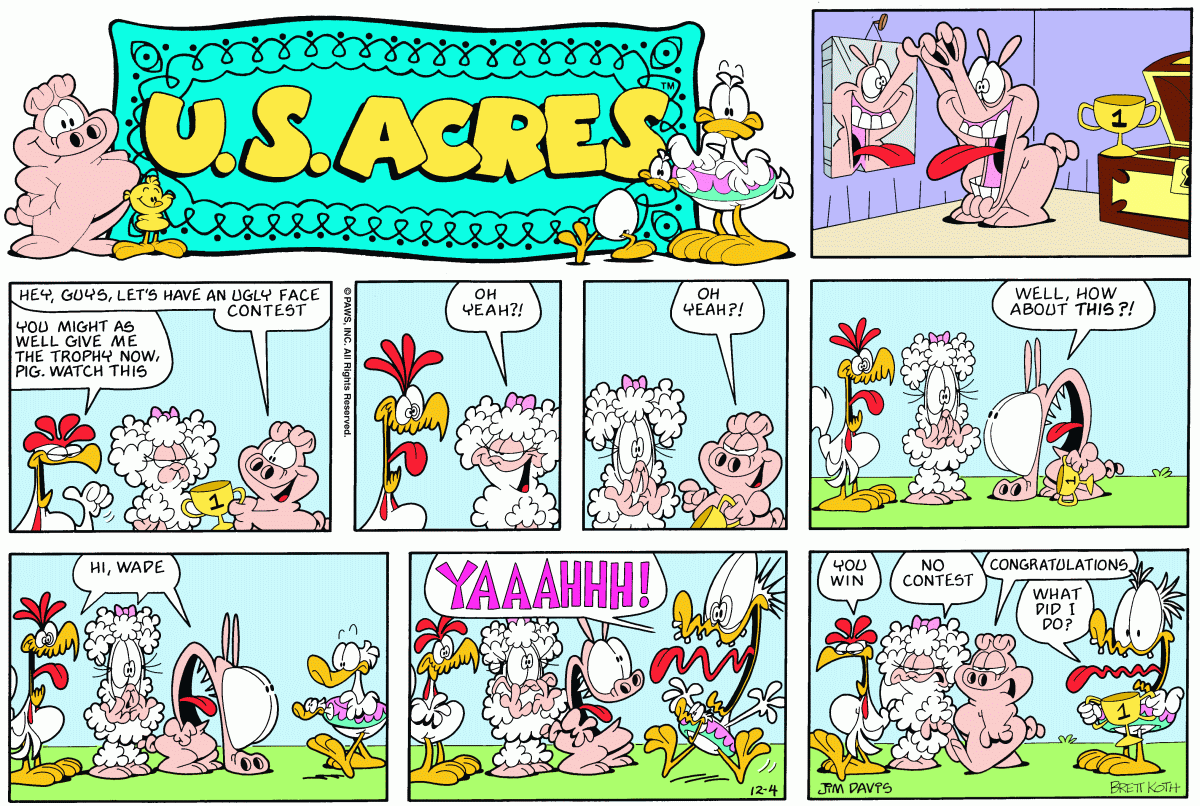 U.S. ACRES™
1
HEY, GUYS, LET'S HAVE AN UGLY FACE
CONTEST
YOU MIGHT AS
WELL GIVE ME
THE TROPHY NOW,
PIG. WATCH THIS
1
© PAWS, INC. All Rights Reserved.
OH
YEAH?!
OH
YEAH?!
WELL, HOW
ABOUT THIS?!
1
HI, WADE
YAAAHHH!
12-4
YOU
WIN
NO
CONTEST
CONGRATULATIONS
WHAT
DID I
DO?
1
JIM DAVIS
BRETT KOTH